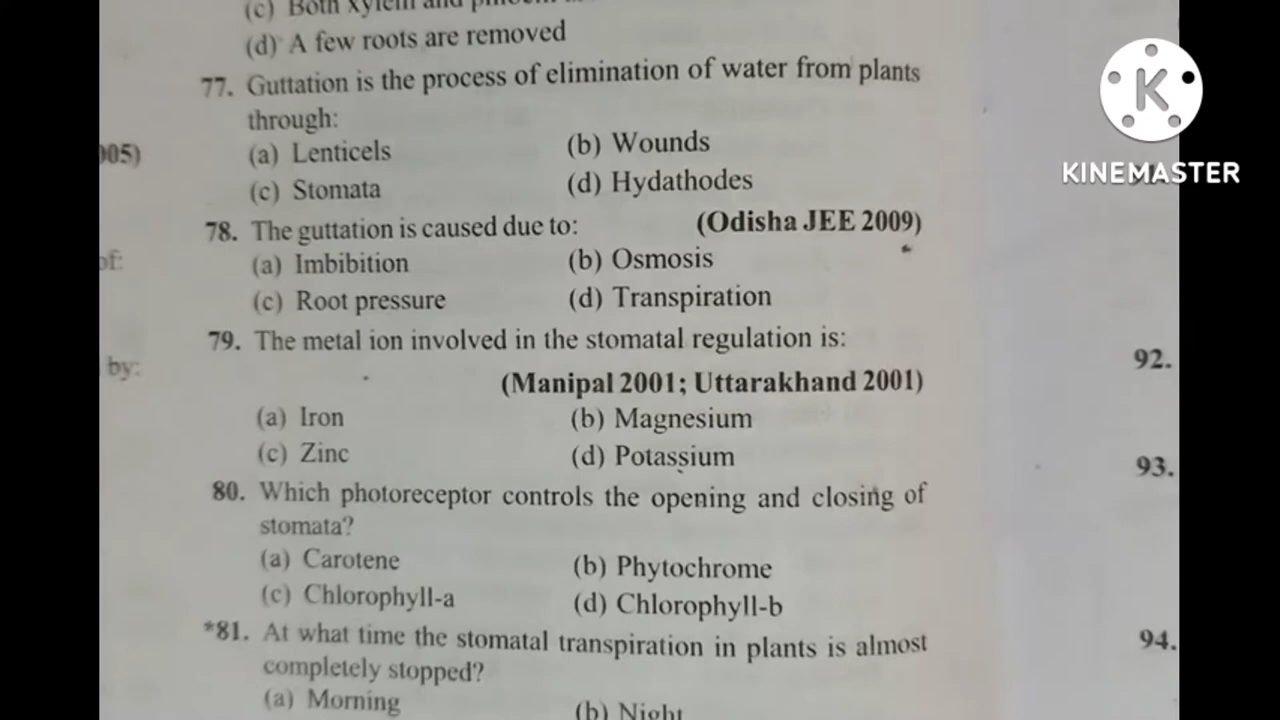 (c) Both xylem and
(d) A few roots are removed
77. Guttation is the process of elimination of water from plants
through:
005)
(a) Lenticels (b) Wounds
(c) Stomata (d) Hydathodes
78. The guttation is caused due to: (Odisha JEE 2009)
of:
(a) Imbibition (b) Osmosis
(c) Root pressure (d) Transpiration
79. The metal ion involved in the stomatal regulation is:
by:
(Manipal 2001; Uttarakhand 2001)
(a) Iron (b) Magnesium
(c) Zinc (d) Potassium
80. Which photoreceptor controls the opening and closing of
stomata?
(a) Carotene (b) Phytochrome
(c) Chlorophyll-a (d) Chlorophyll-b
*81. At what time the stomatal transpiration in plants is almost
completely stopped?
(a) Morning (b) Night
K
KINEMASTER
92.
93.
94.